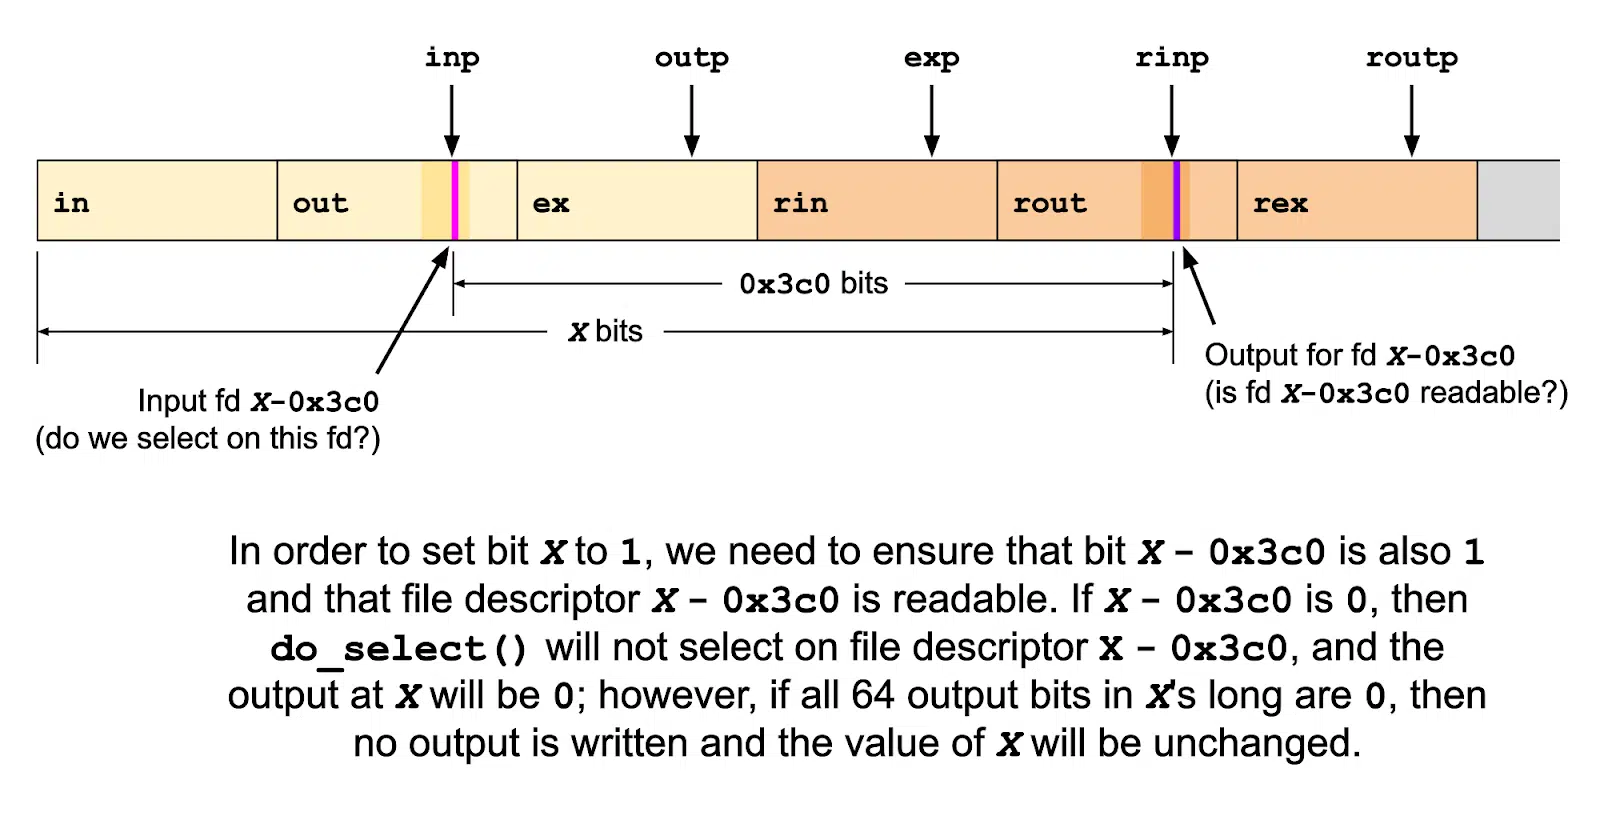 inp outp exp rinp routp
in out ex rin rout rex
0x3c0 bits
X bits
Output for fd X-0x3c0
(is fd X-0x3c0 readable?)
Input fd X-0x3c0
(do we select on this fd?)
In order to set bit X to 1, we need to ensure that bit X - 0x3c0 is also 1
and that file descriptor X - 0x3c0 is readable. If X - 0x3c0 is 0, then
do_select() will not select on file descriptor X - 0x3c0, and the
output at X will be 0; however, if all 64 output bits in X's long are 0, then
no output is written and the value of X will be unchanged.